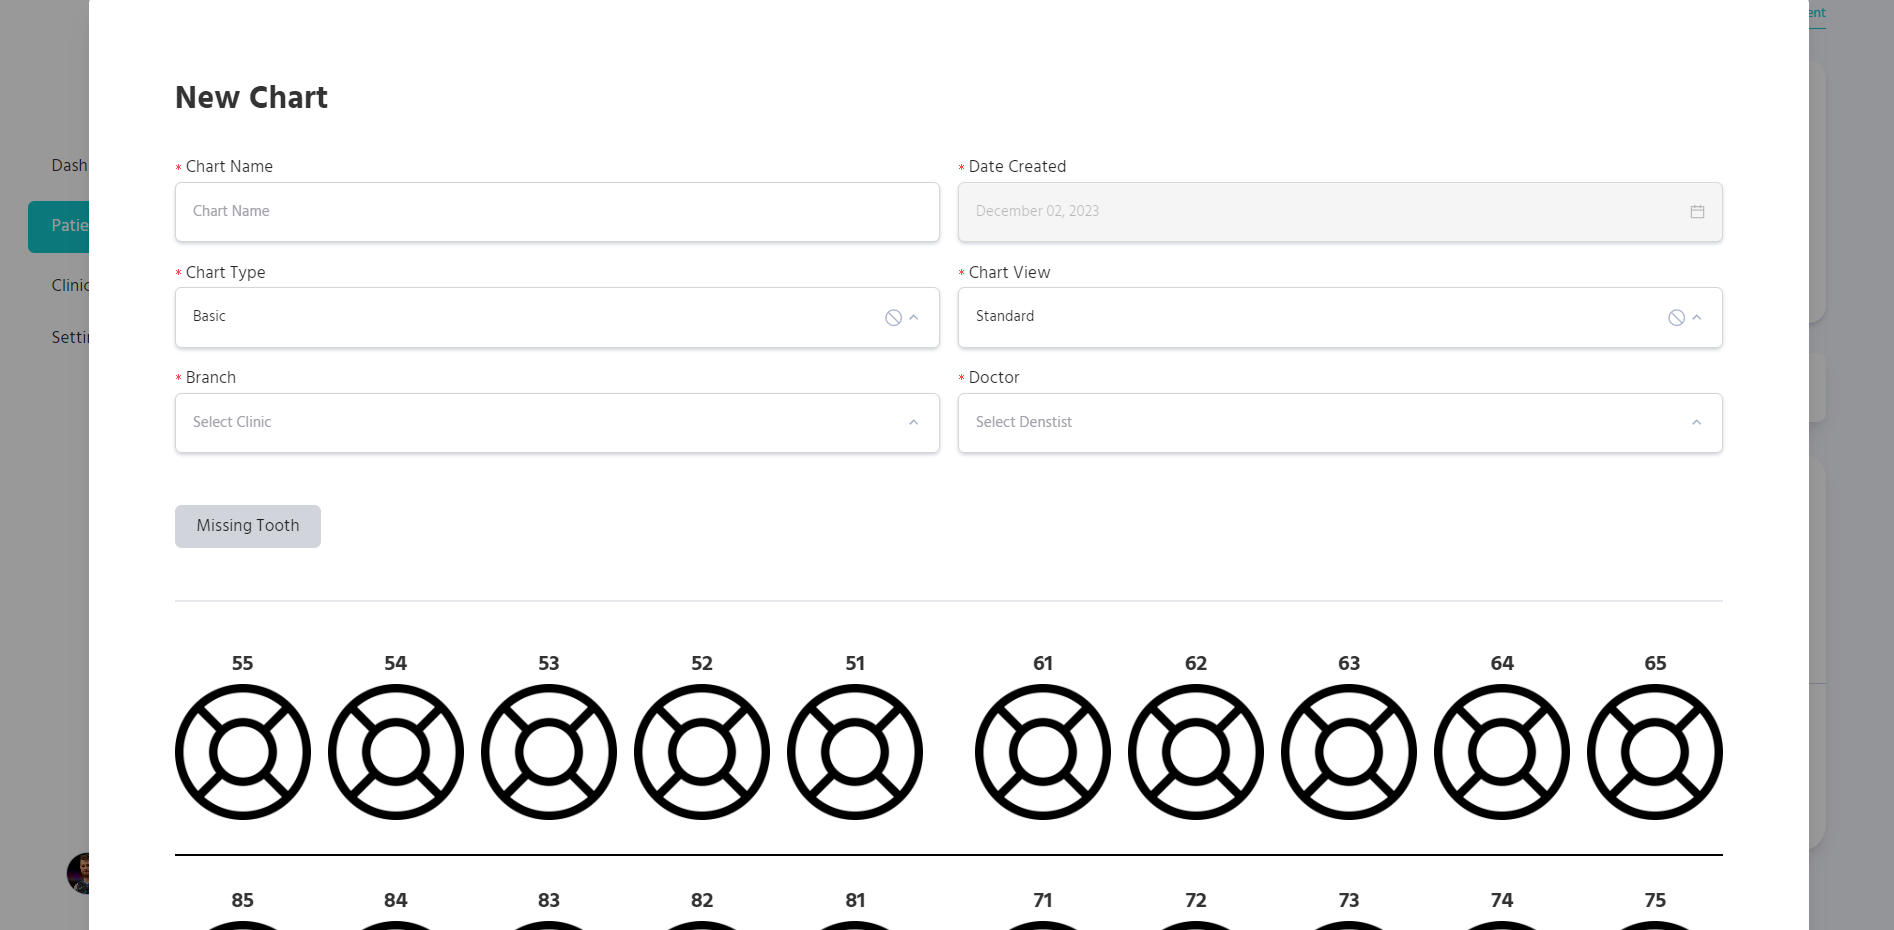 ent
New Chart
* Chart Name
* Date Created
Chart Name
December 02, 2023
Dash
* Chart Type
* Chart View
Patie
Basic
Standard
Clinic
Settin
* Branch
* Doctor
Select Clinic
Select Denstist
Missing Tooth
55 54 53 52 51 61 62 63 64 65
85 84 83 82 81 71 72 73 74 75